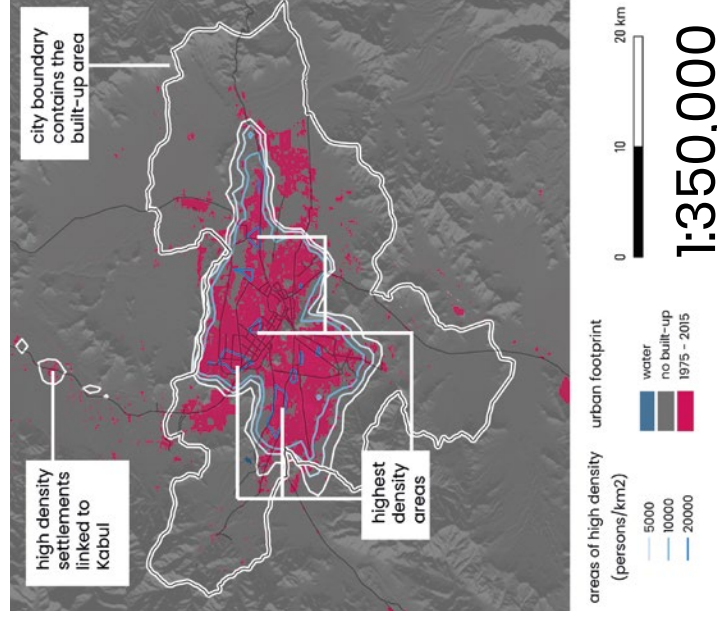 high density
settlements
linked to
Kabul
city boundary
contains the
built-up area
highest
density
areas
areas of high density
(persons/km2)
5000
10000
20000
urban footprint
water
no built-up
1975 - 2015
0
10
20 km
1:350.000